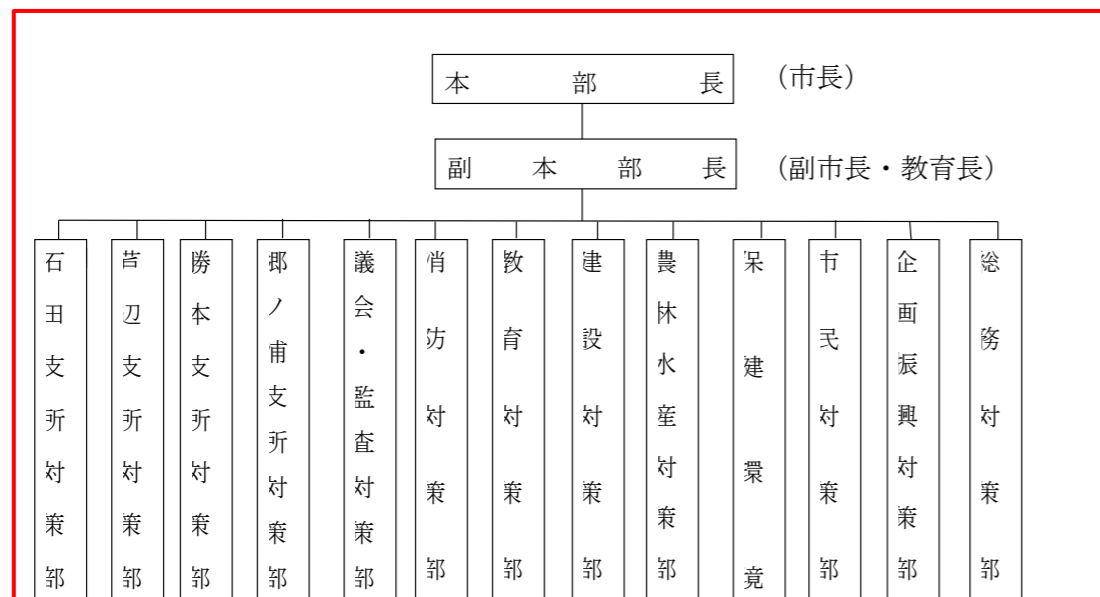 本部長
(市長)
副本部長
(副市長・教育長)
総務対策部
企画振興対策部
市民対策部
保健環境
農林水産対策部
建設対策部
教育対策部
消防対策部
議会・監査対策部
郷ノ浦支所対策部
勝本支所対策部
芦辺支所対策部
石田支所対策部